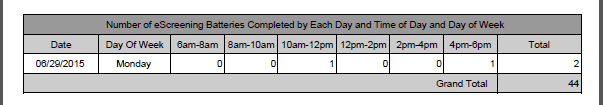 Number of eScreening Batteries Completed by Each Day and Time of Day and Day of Week
Date Day Of Week 6am-8am 8am-10am 10am-12pm 12pm-2pm 2pm-4pm 4pm-6pm Total
06/29/2015 Monday 0 0 1 0 0 1 2
Grand Total 44